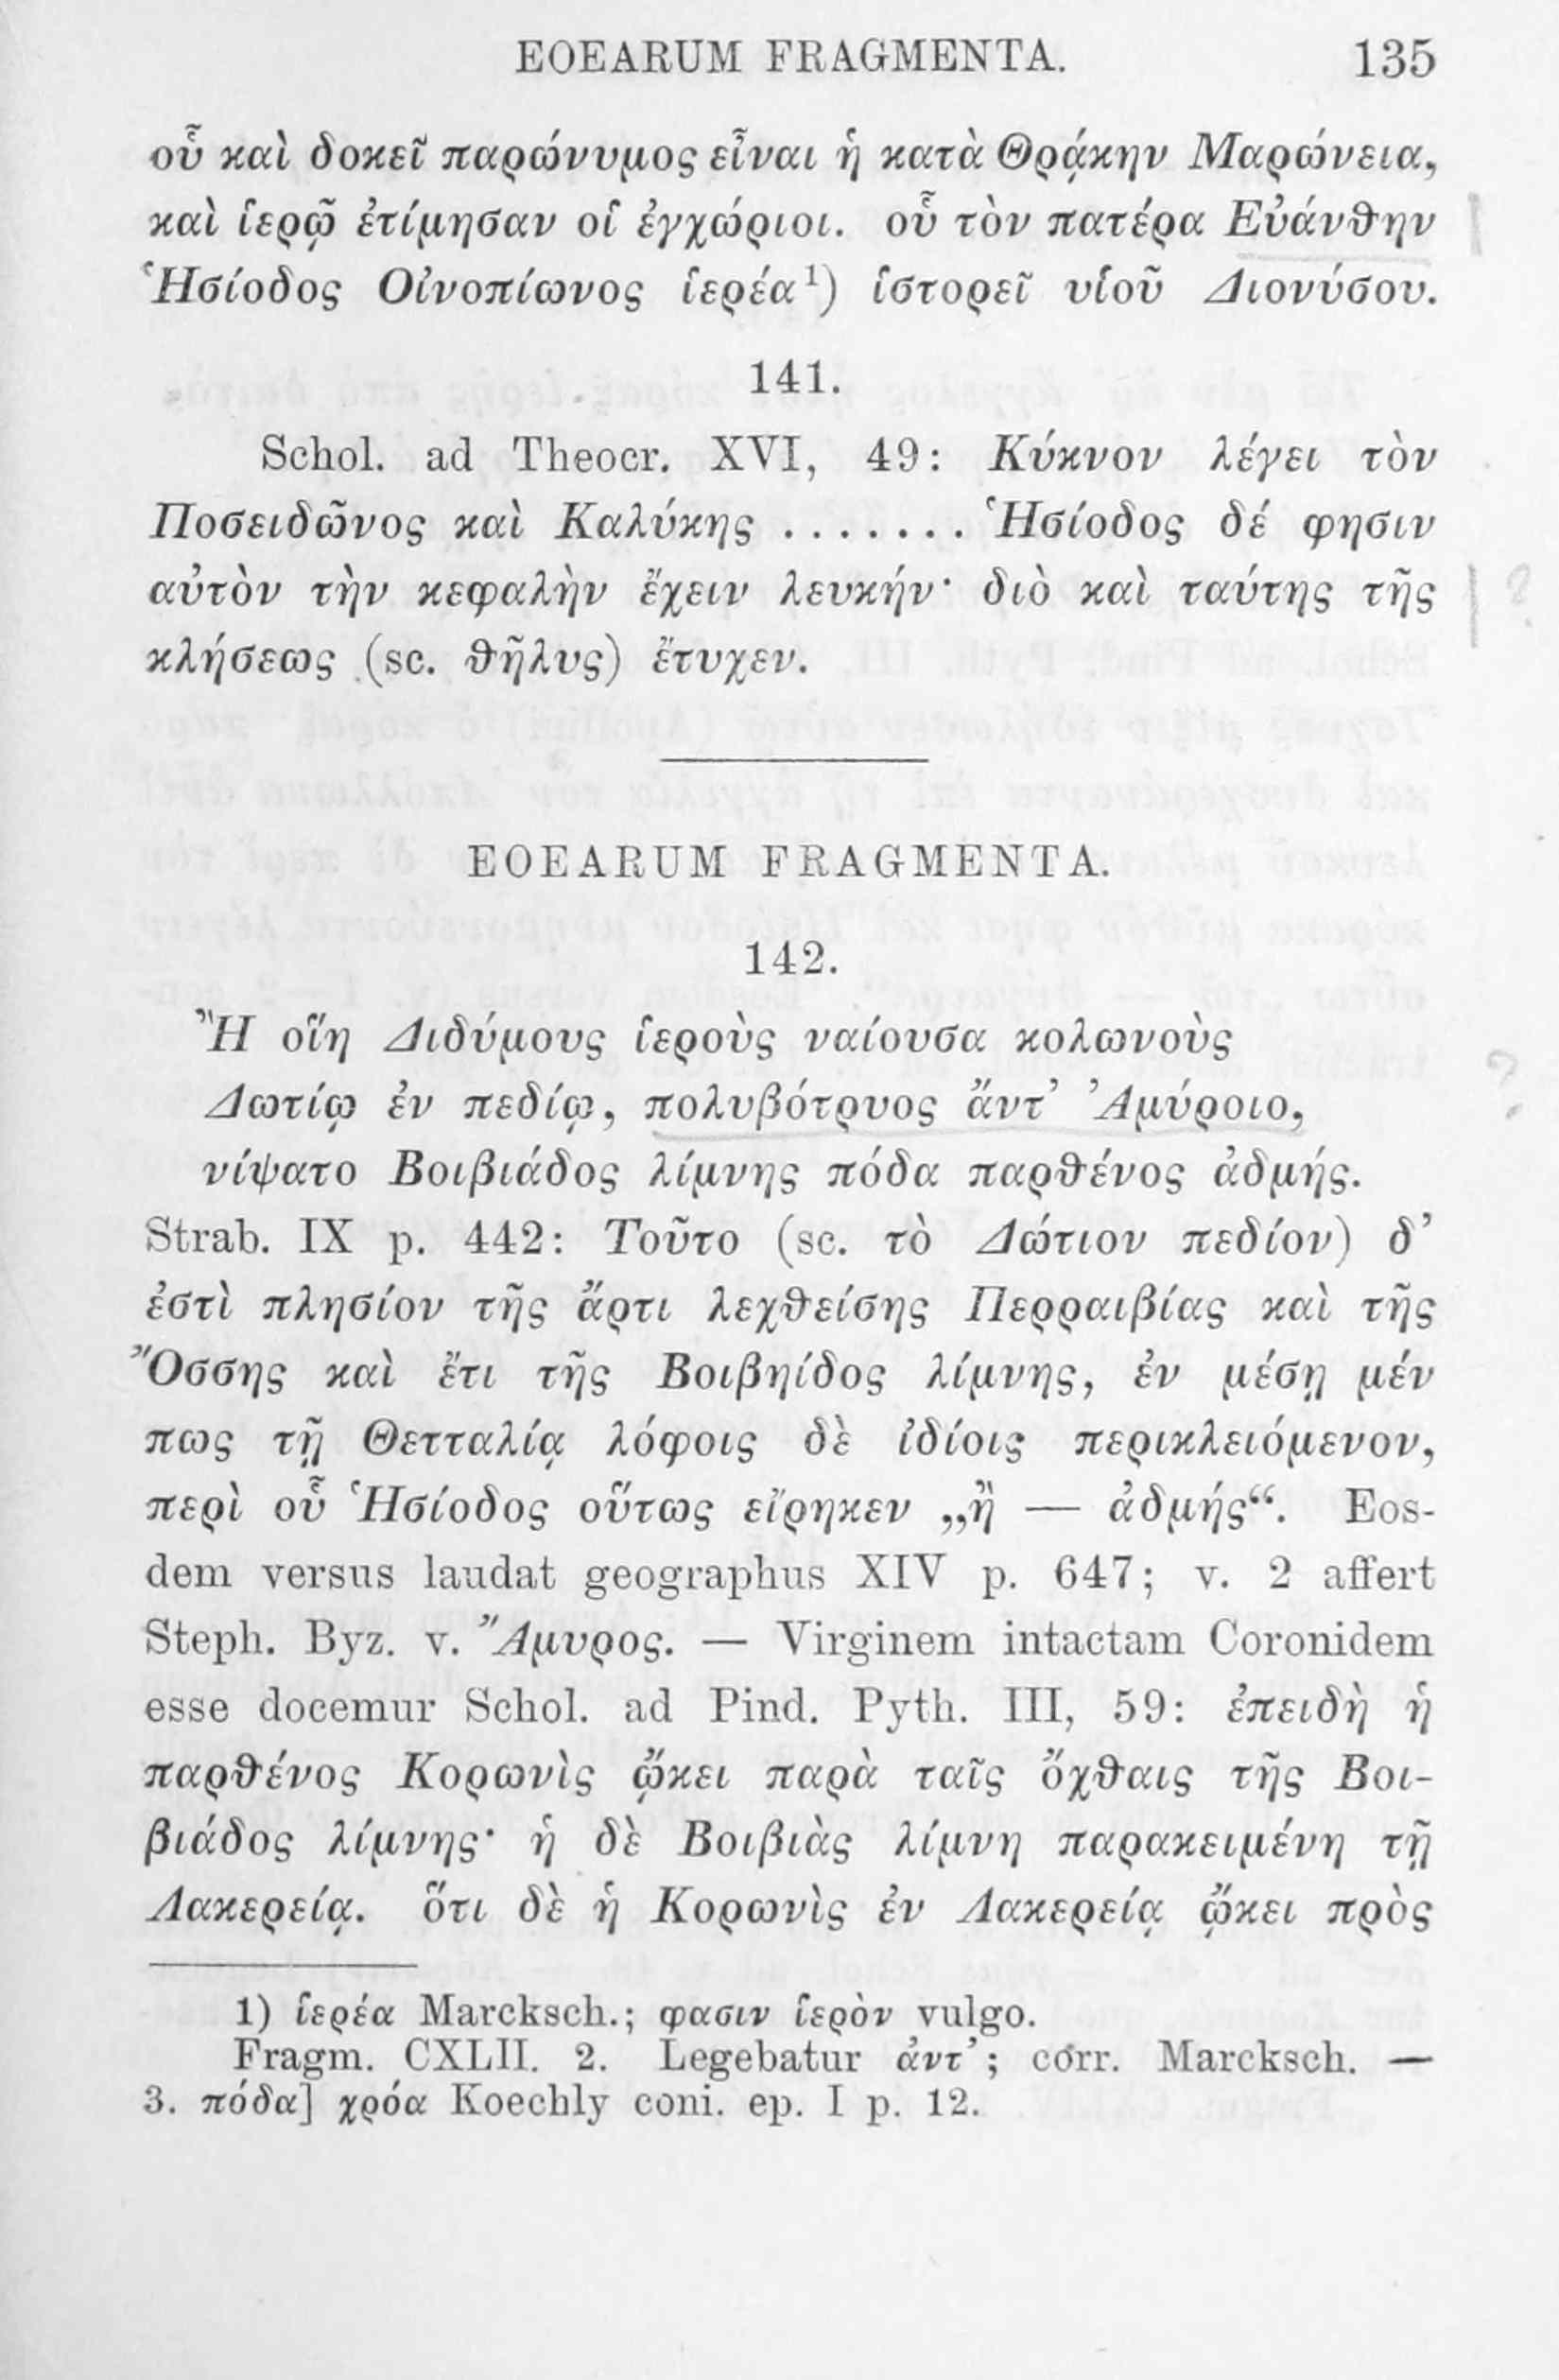 EOEARUM FRAGMENTA. 135
οὗ καὶ δοκεῖ παρώνυμος εἶναι ἡ κατὰ Θρᾴκην Μαρώνεια,
καὶ ἱερῷ ἐτίμησαν οἱ ἐγχώριοι. οὗ τὸν πατέρα Εὐάνϑην
Ἡσίοδος Οἰνοπίωνος ἱερέα¹) ἱστορεῖ υἱοῦ Διονύσου.
141.
Schol. ad Theocr. XVI, 49: Κύκνον λέγει τὸν
Ποσειδῶνος καὶ Καλύκης ....... Ἡσίοδος δέ φησιν
αὐτὸν τὴν κεφαλὴν ἔχειν λευκήν· διὸ καὶ ταύτης τῆς
κλήσεως (sc. ϑῆλυς) ἔτυχεν.
EOEARUM FRAGMENTA.
142.
Ἢ οἵη Διδύμους ἱεροὺς ναίουσα κολωνοὺς
Δωτίῳ ἐν πεδίῳ, πολυβότρυος ἄντ’ Ἀμύροιο,
νίψατο Βοιβιάδος λίμνης πόδα παρϑένος ἀδμής.
Strab. IX p. 442: Τοῦτο (sc. τὸ Δώτιον πεδίον) δ’
ἐστὶ πλησίον τῆς ἄρτι λεχϑείσης Περραιβίας καὶ τῆς
Ὄσσης καὶ ἔτι τῆς Βοιβηίδος λίμνης, ἐν μέσῃ μέν
πως τῇ Θετταλίᾳ λόφοις δὲ ἰδίοις περικλειόμενον,
περὶ οὗ Ἡσίοδος οὕτως εἴρηκεν „ἢ — ἀδμής“. Eos-
dem versus laudat geographus XIV p. 647; v. 2 affert
Steph. Byz. v. Ἄμυρος. — Virginem intactam Coronidem
esse docemur Schol. ad Pind. Pyth. III, 59: ἐπειδὴ ἡ
παρϑένος Κορωνὶς ᾤκει παρὰ ταῖς ὄχϑαις τῆς Βοι-
βιάδος λίμνης· ἡ δὲ Βοιβιὰς λίμνη παρακειμένη τῇ
Λακερείᾳ. ὅτι δὲ ἡ Κορωνὶς ἐν Λακερείᾳ ᾤκει πρὸς
1) ἱερέα Marcksch.; φασιν ἱερὸν vulgo.
Fragm. CXLII. 2. Legebatur ἀντ’; corr. Marcksch. —
3. πόδα] χρόα Koechly coni. ep. I p. 12.